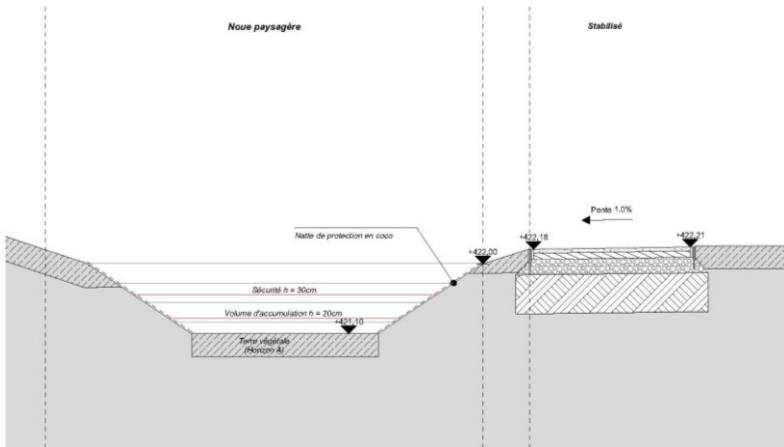 Noue paysagère
Stabilisé
Pente 1.0%
Natte de protection en coco
+422,00
+422,18
+422,21
Sécurité h = 30cm
Volume d'accumulation h = 20cm
+421,10
Terre végétale
(Horizon A)